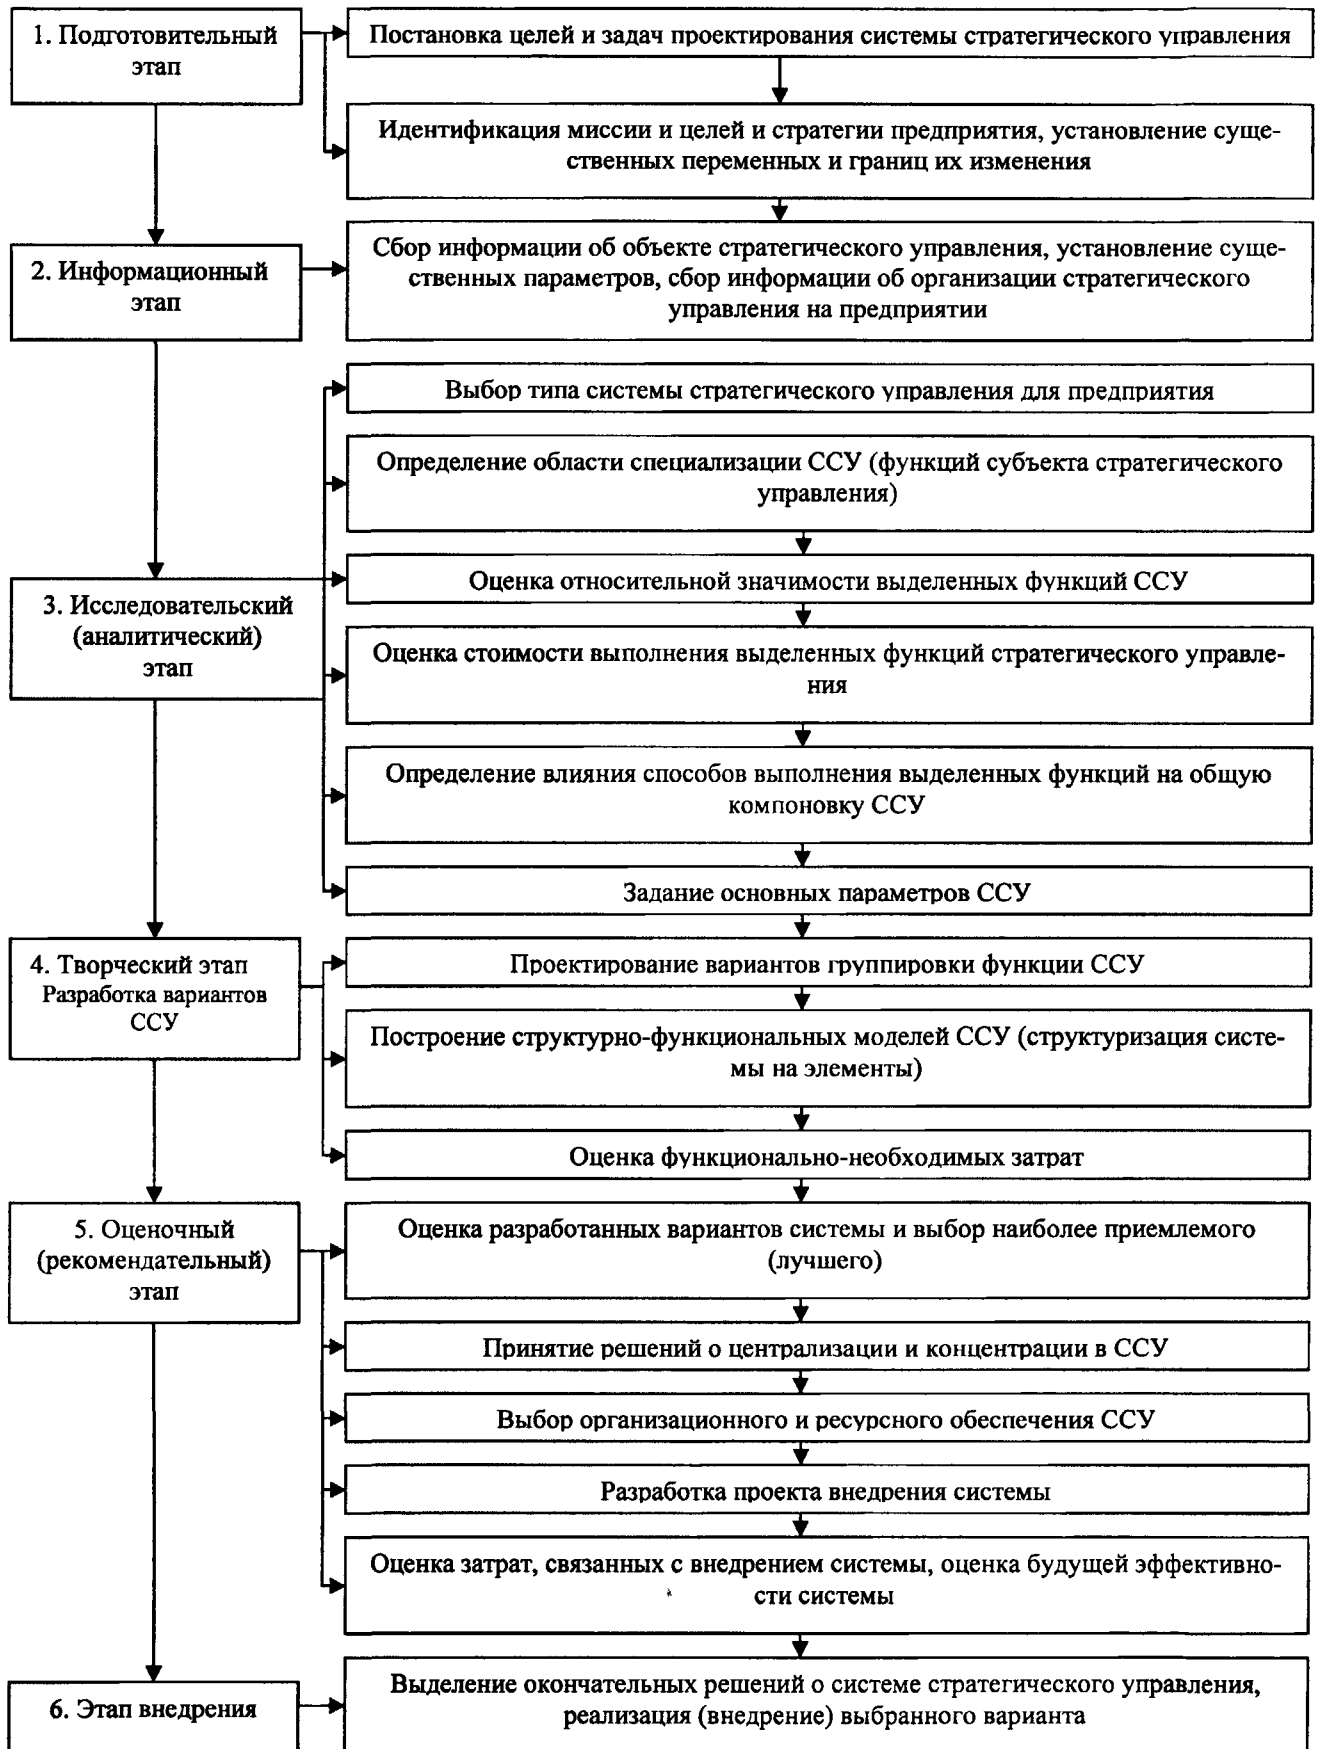 1. Подготовительный
этап
Постановка целей и задач проектирования системы стратегического управления
Идентификация миссии и целей и стратегии предприятия, установление суще-
ственных переменных и границ их изменения
2. Информационный
этап
Сбор информации об объекте стратегического управления, установление суще-
ственных параметров, сбор информации об организации стратегического
управления на предприятии
Выбор типа системы стратегического управления для предприятия
Определение области специализации ССУ (функций субъекта стратегического
управления)
3. Исследовательский
(аналитический)
этап
Оценка относительной значимости выделенных функций ССУ
Оценка стоимости выполнения выделенных функций стратегического управле-
ния
Определение влияния способов выполнения выделенных функций на общую
компоновку ССУ
Задание основных параметров ССУ
4. Творческий этап
Разработка вариантов
ССУ
Проектирование вариантов группировки функции ССУ
Построение структурно-функциональных моделей ССУ (структуризация систе-
мы на элементы)
Оценка функционально-необходимых затрат
5. Оценочный
(рекомендательный)
этап
Оценка разработанных вариантов системы и выбор наиболее приемлемого
(лучшего)
Принятие решений о централизации и концентрации в ССУ
Выбор организационного и ресурсного обеспечения ССУ
Разработка проекта внедрения системы
Оценка затрат, связанных с внедрением системы, оценка будущей эффективно-
сти системы
6. Этап внедрения
Выделение окончательных решений о системе стратегического управления,
реализация (внедрение) выбранного варианта